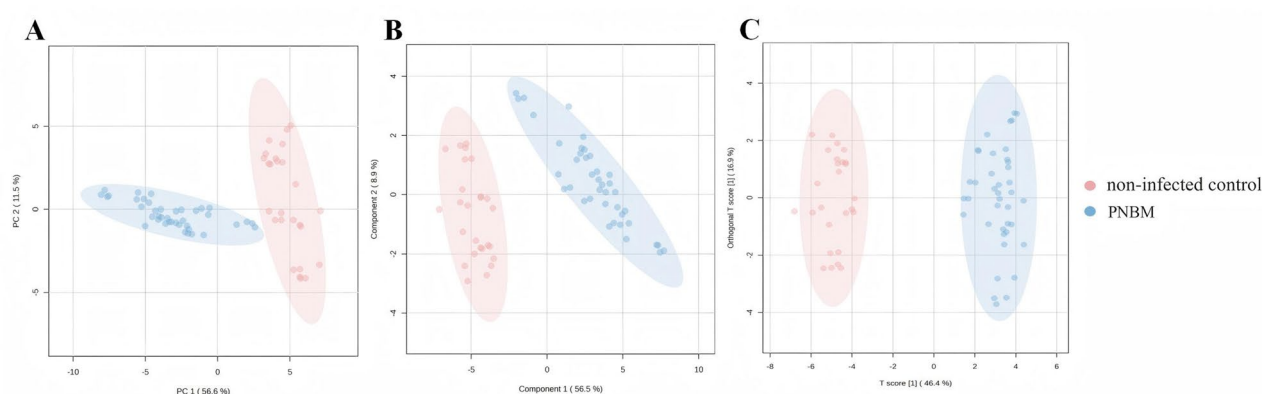 A
B
C
5
0
-5
PC 2 ( 11.5 %)
-10
-5
0
5
PC 1 ( 56.6 %)
4
2
0
-2
-4
Component 2 ( 8.9 %)
-5
0
5
10
Component 1 ( 56.5 %)
4
2
0
-2
-4
Orthogonal T score [1] ( 16.9 %)
-8
-6
-4
-2
0
2
4
6
T score [1] ( 46.4 %)
non-infected control
PNBM